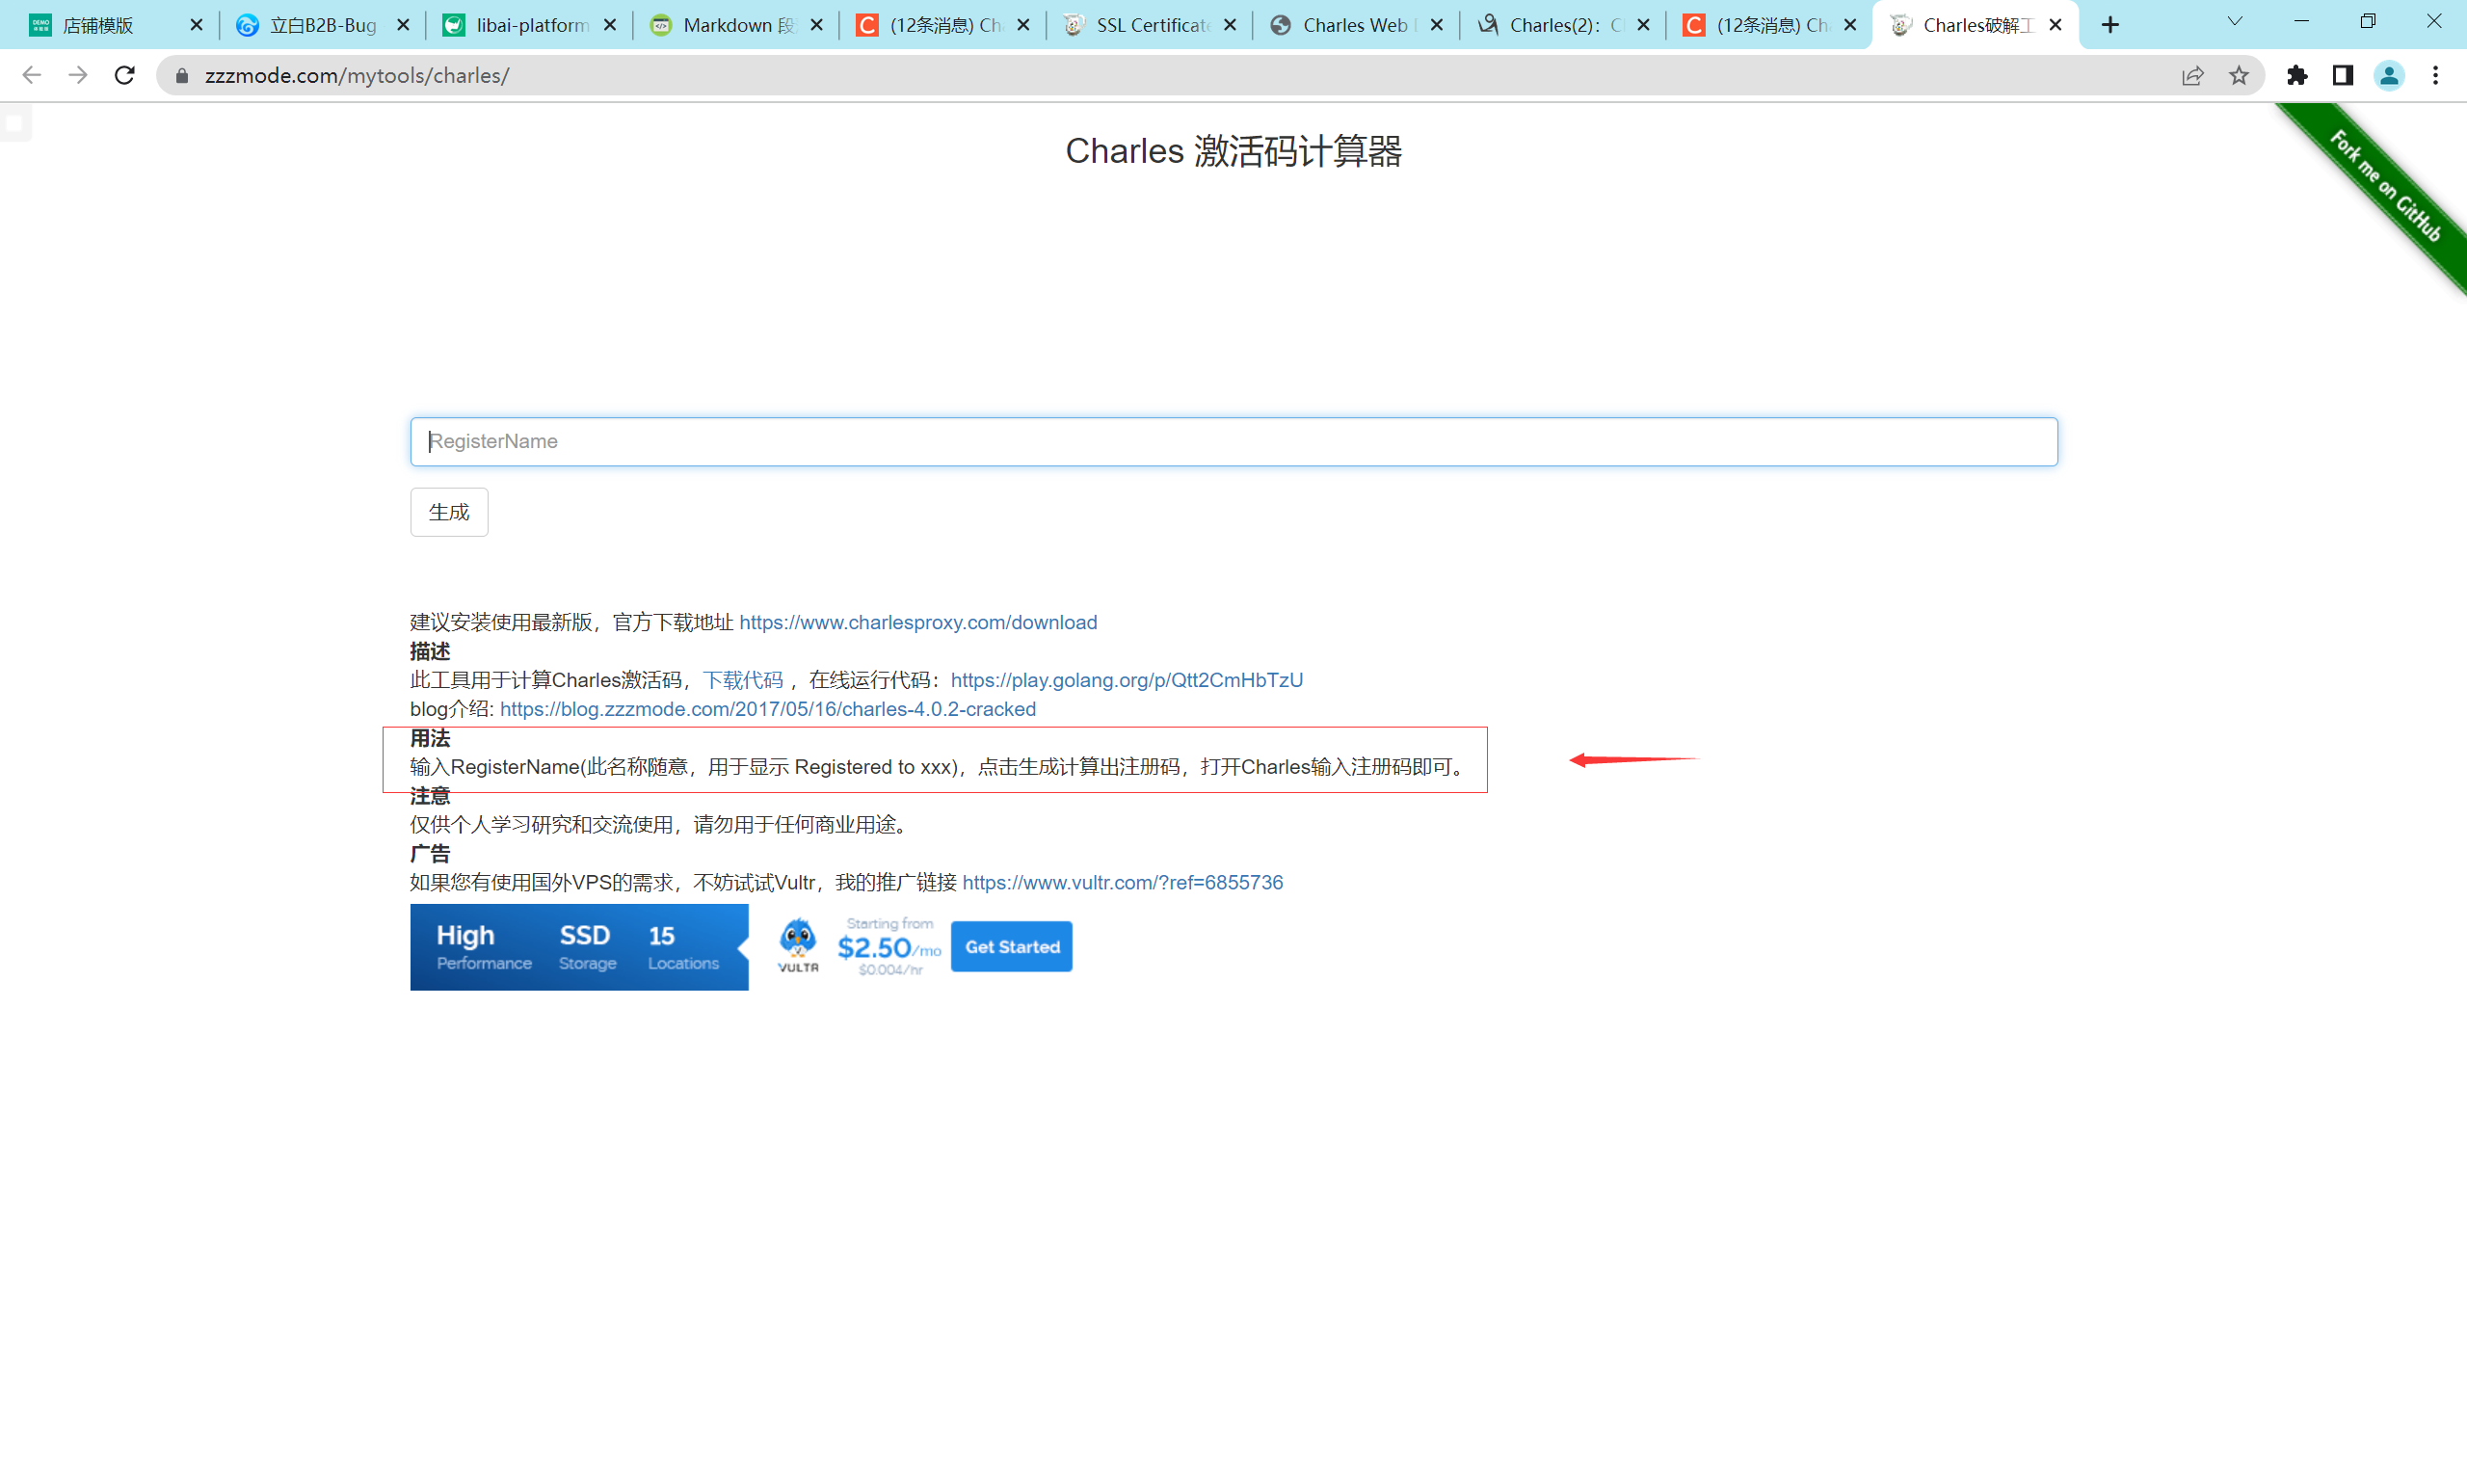 店铺模版
立白B2B-Bug
libai-platform
Markdown 段
(12条消息) Ch
SSL Certificate
Charles Web
Charles(2): C
(12条消息) Ch
Charles破解工
zzzmode.com/mytools/charles/
Charles 激活码计算器
Fork me on GitHub
RegisterName
生成
建议安装使用最新版，官方下载地址 https://www.charlesproxy.com/download
描述
此工具用于计算Charles激活码，下载代码 ，在线运行代码：https://play.golang.org/p/Qtt2CmHbTzU
blog介绍: https://blog.zzzmode.com/2017/05/16/charles-4.0.2-cracked
用法
输入RegisterName(此名称随意，用于显示 Registered to xxx)，点击生成计算出注册码，打开Charles输入注册码即可。
注意
仅供个人学习研究和交流使用，请勿用于任何商业用途。
广告
如果您有使用国外VPS的需求，不妨试试Vultr，我的推广链接 https://www.vultr.com/?ref=6855736
High SSD 15
Performance Storage Locations
VULTR
Starting from
$2.50/mo
$0.004/hr
Get Started